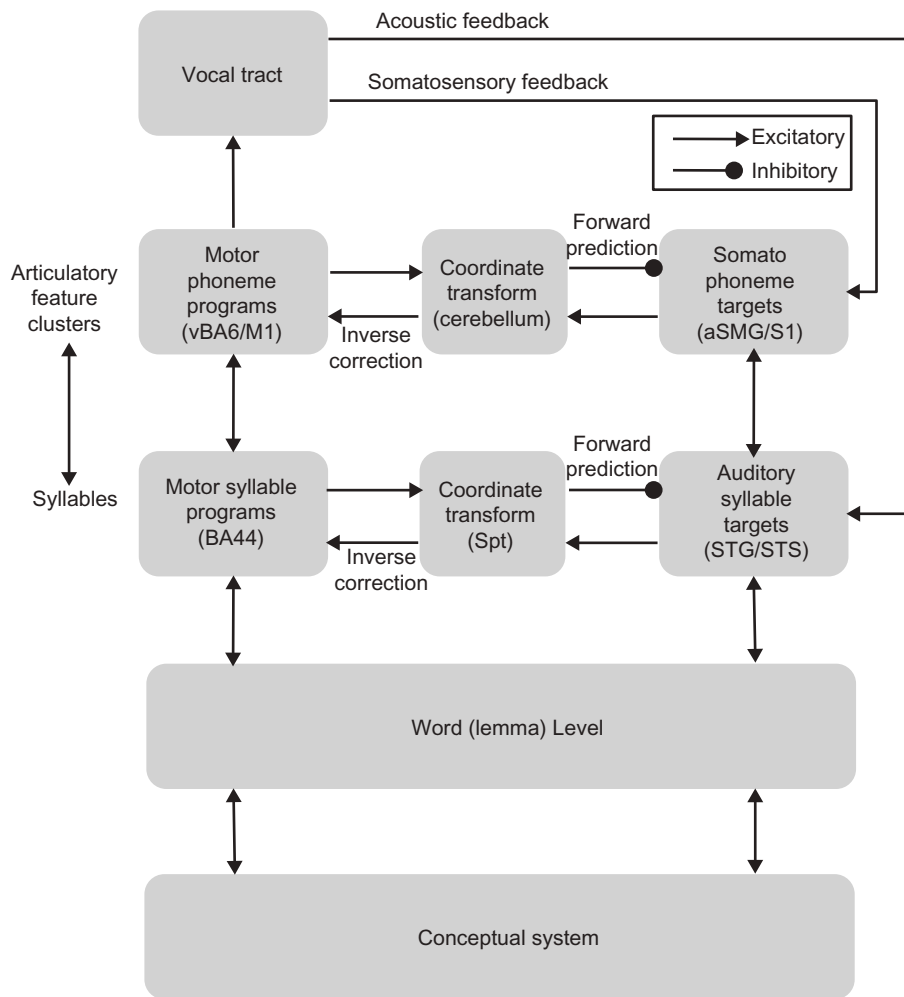 Acoustic feedback
Vocal tract
Somatosensory feedback
Excitatory
Inhibitory
Articulatory
feature
clusters
Syllables
Motor
phoneme
programs
(vBA6/M1)
Inverse
correction
Coordinate
transform
(cerebellum)
Forward
prediction
Somato
phoneme
targets
(aSMG/S1)
Motor syllable
programs
(BA44)
Inverse
correction
Coordinate
transform
(Spt)
Forward
prediction
Auditory
syllable
targets
(STG/STS)
Word (lemma) Level
Conceptual system